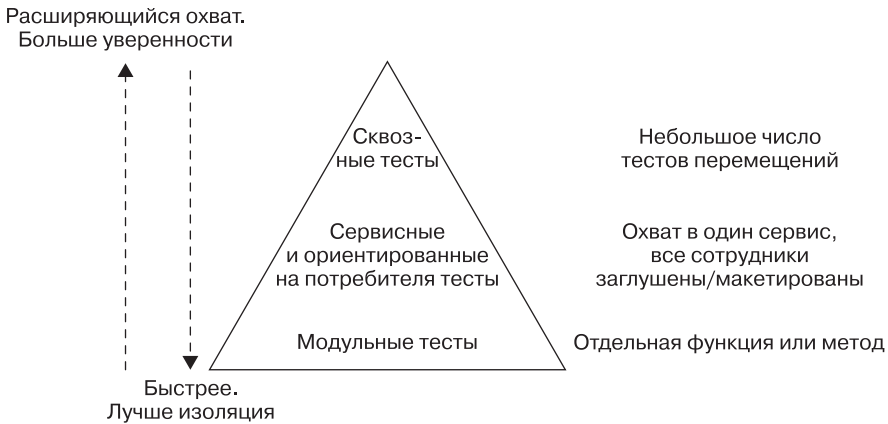 Расширяющийся охват.
Больше уверенности
Сквоз-
ные тесты
Небольшое число
тестов перемещений
Сервисные
и ориентированные
на потребителя тесты
Охват в один сервис,
все сотрудники
заглушены/макетированы
Модульные тесты
Отдельная функция или метод
Быстрее.
Лучше изоляция